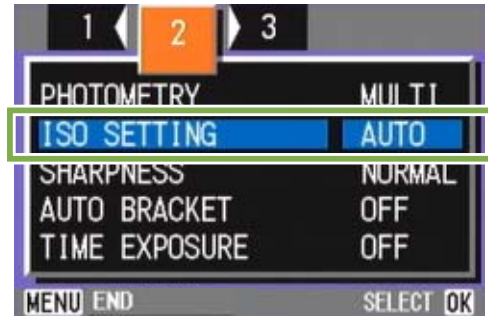 1 2 3
PHOTOMETRY MULTI
ISO SETTING AUTO
SHARPNESS NORMAL
AUTO BRACKET OFF
TIME EXPOSURE OFF
MENU END SELECT OK